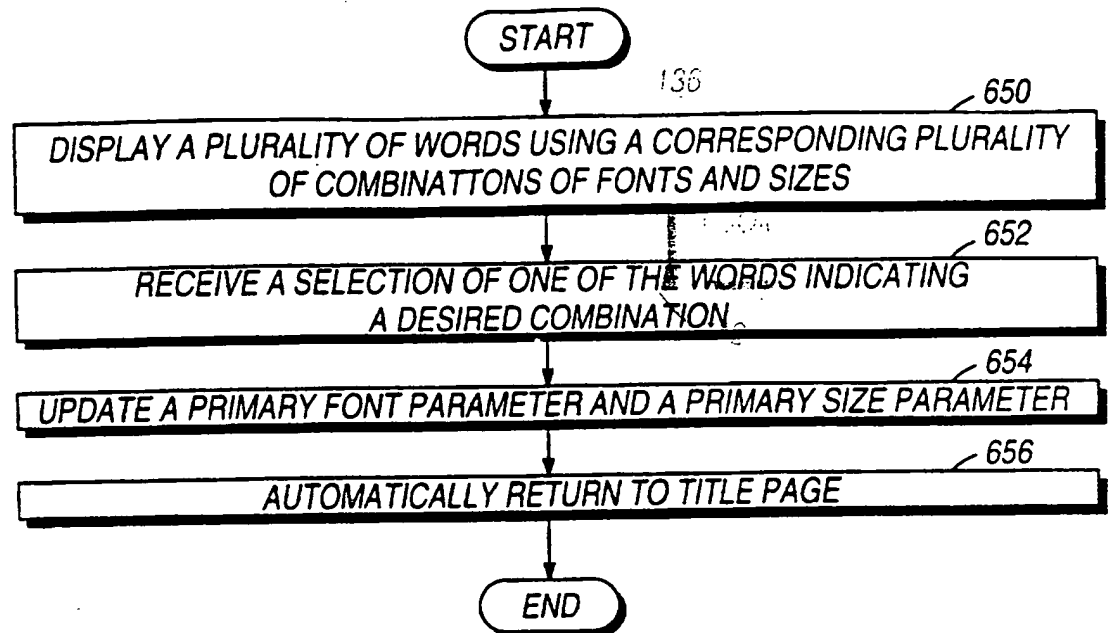 START
136
650
DISPLAY A PLURALITY OF WORDS USING A CORRESPONDING PLURALITY
OF COMBINATTONS OF FONTS AND SIZES
652
RECEIVE A SELECTION OF ONE OF THE WORDS INDICATING
A DESIRED COMBINATION
654
UPDATE A PRIMARY FONT PARAMETER AND A PRIMARY SIZE PARAMETER
656
AUTOMATICALLY RETURN TO TITLE PAGE
END